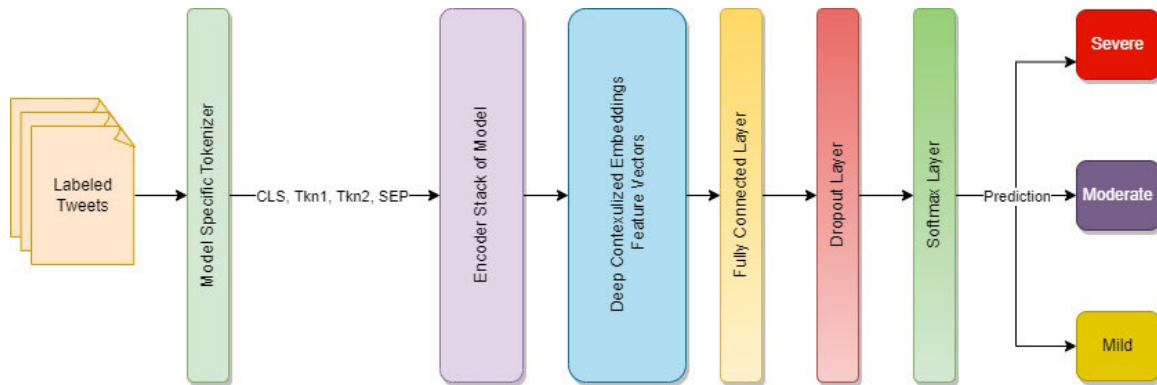 Labeled
Tweets
Model Specific Tokenizer
CLS, Tkn1, Tkn2, SEP
Encoder Stack of Model
Deep Contexulized Embeddings
Feature Vectors
Fully Connected Layer
Dropout Layer
Softmax Layer
Prediction
Severe
Moderate
Mild